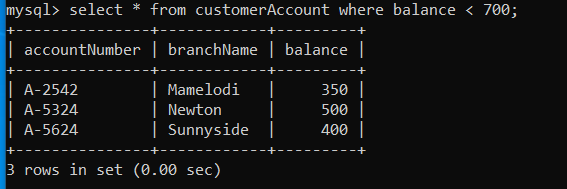 mysql> select * from customerAccount where balance < 700;
+---------------+------------+---------+
| accountNumber | branchName | balance |
+---------------+------------+---------+
| A-2542        | Mamelodi   |     350 |
| A-5324        | Newton     |     500 |
| A-5624        | Sunnyside  |     400 |
+---------------+------------+---------+
3 rows in set (0.00 sec)